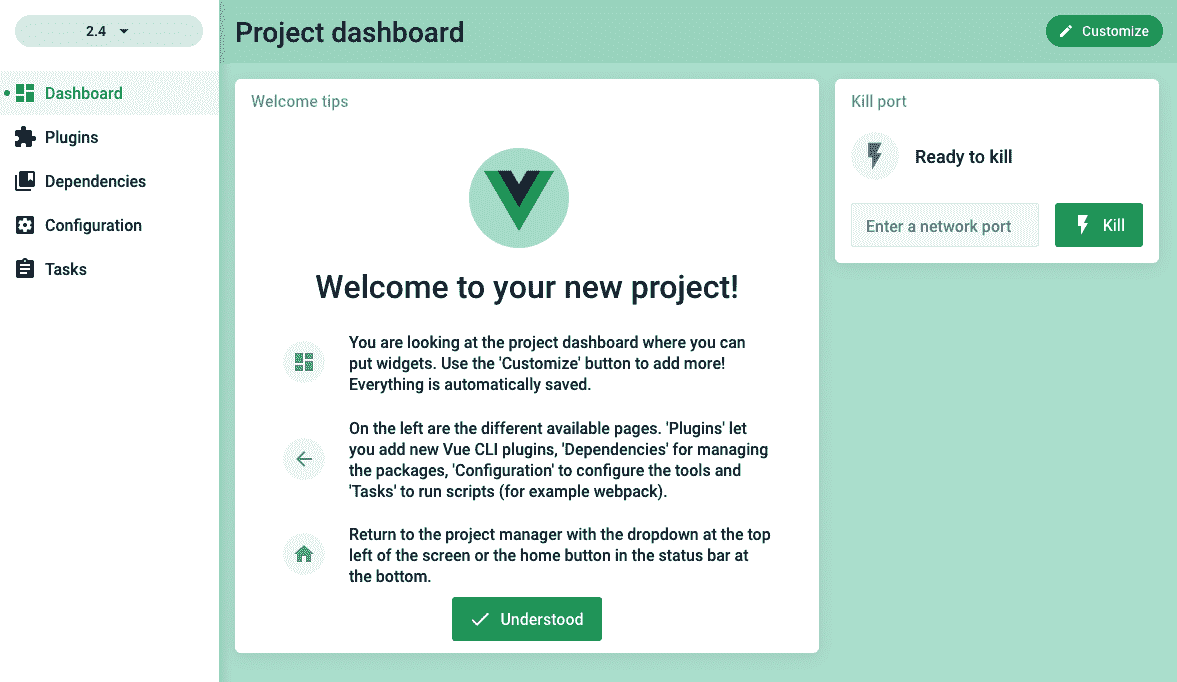 2.4
Project dashboard
Customize
Dashboard
Plugins
Dependencies
Configuration
Tasks
Welcome tips
Welcome to your new project!
You are looking at the project dashboard where you can
put widgets. Use the 'Customize' button to add more!
Everything is automatically saved.
On the left are the different available pages. 'Plugins' let
you add new Vue CLI plugins, 'Dependencies' for managing
the packages, 'Configuration' to configure the tools and
'Tasks' to run scripts (for example webpack).
Return to the project manager with the dropdown at the top
left of the screen or the home button in the status bar at
the bottom.
Understood
Kill port
Ready to kill
Enter a network port
Kill